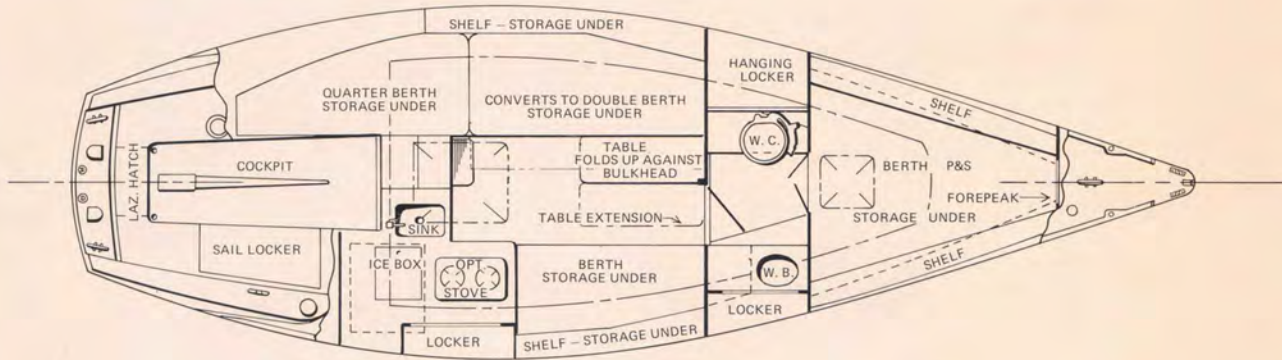 SHELF – STORAGE UNDER
HANGING
LOCKER
QUARTER BERTH
STORAGE UNDER
CONVERTS TO DOUBLE BERTH
STORAGE UNDER
SHELF
W. C.
LAZ. HATCH
COCKPIT
TABLE
FOLDS UP AGAINST
BULKHEAD
BERTH P&S
FOREPEAK
TABLE EXTENSION
STORAGE UNDER
SINK
SAIL LOCKER
ICE BOX
OPT.
STOVE
BERTH
STORAGE UNDER
W. B.
SHELF
LOCKER
SHELF – STORAGE UNDER
LOCKER